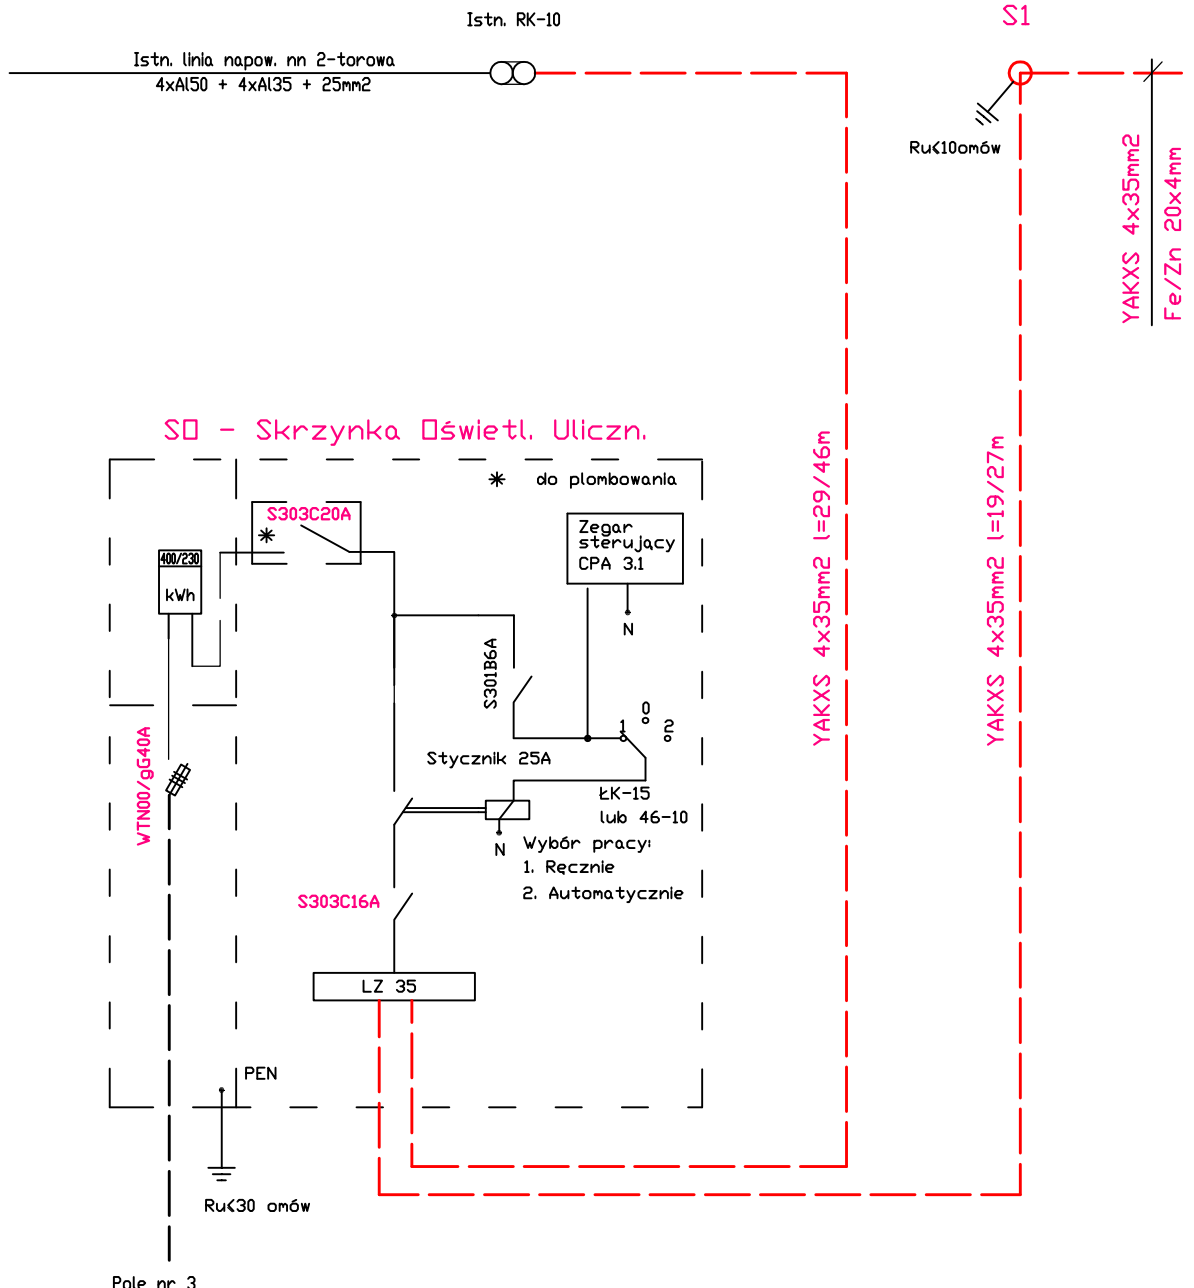 Istn. RK-10
S1
Istn. linia napow. nn 2-torowa
4xAl50 + 4xAl35 + 25mm2
Ru<10omów
YAKXS 4x35mm2
Fe/Zn 20x4mm
SO - Skrzynka Oświetl. Uliczn.
* do plombowania
S303C20A
*
Zegar
sterujacy
CPA 3.1
400/230
kWh
N
S301B6A
0
1
2
YAKXS 4x35mm2 l=29/46m
YAKXS 4x35mm2 l=19/27m
WTN00/gG40A
Stycznik 25A
ŁK-15
lub 46-10
N
Wybór pracy:
1. Ręcznie
2. Automatycznie
S303C16A
LZ 35
PEN
Ru<30 omów
Pole nr 3